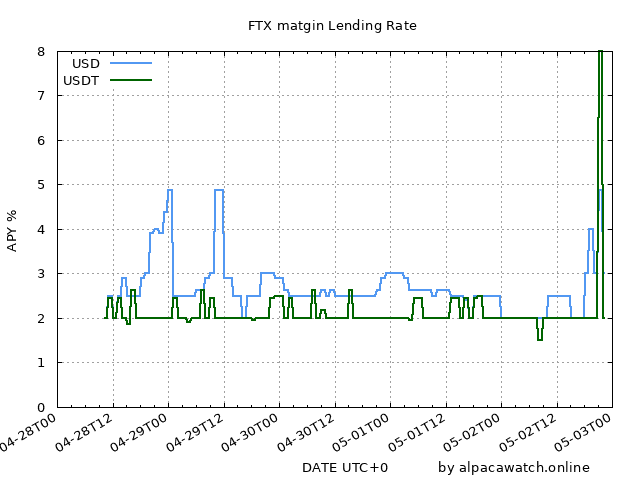 FTX matgin Lending Rate
USD
USDT
8
7
6
5
4
3
2
1
0
APY %
04-28T00
04-28T12
04-29T00
04-29T12
04-30T00
04-30T12
05-01T00
05-01T12
05-02T00
05-02T12
05-03T00
DATE UTC+0
by alpacawatch.online